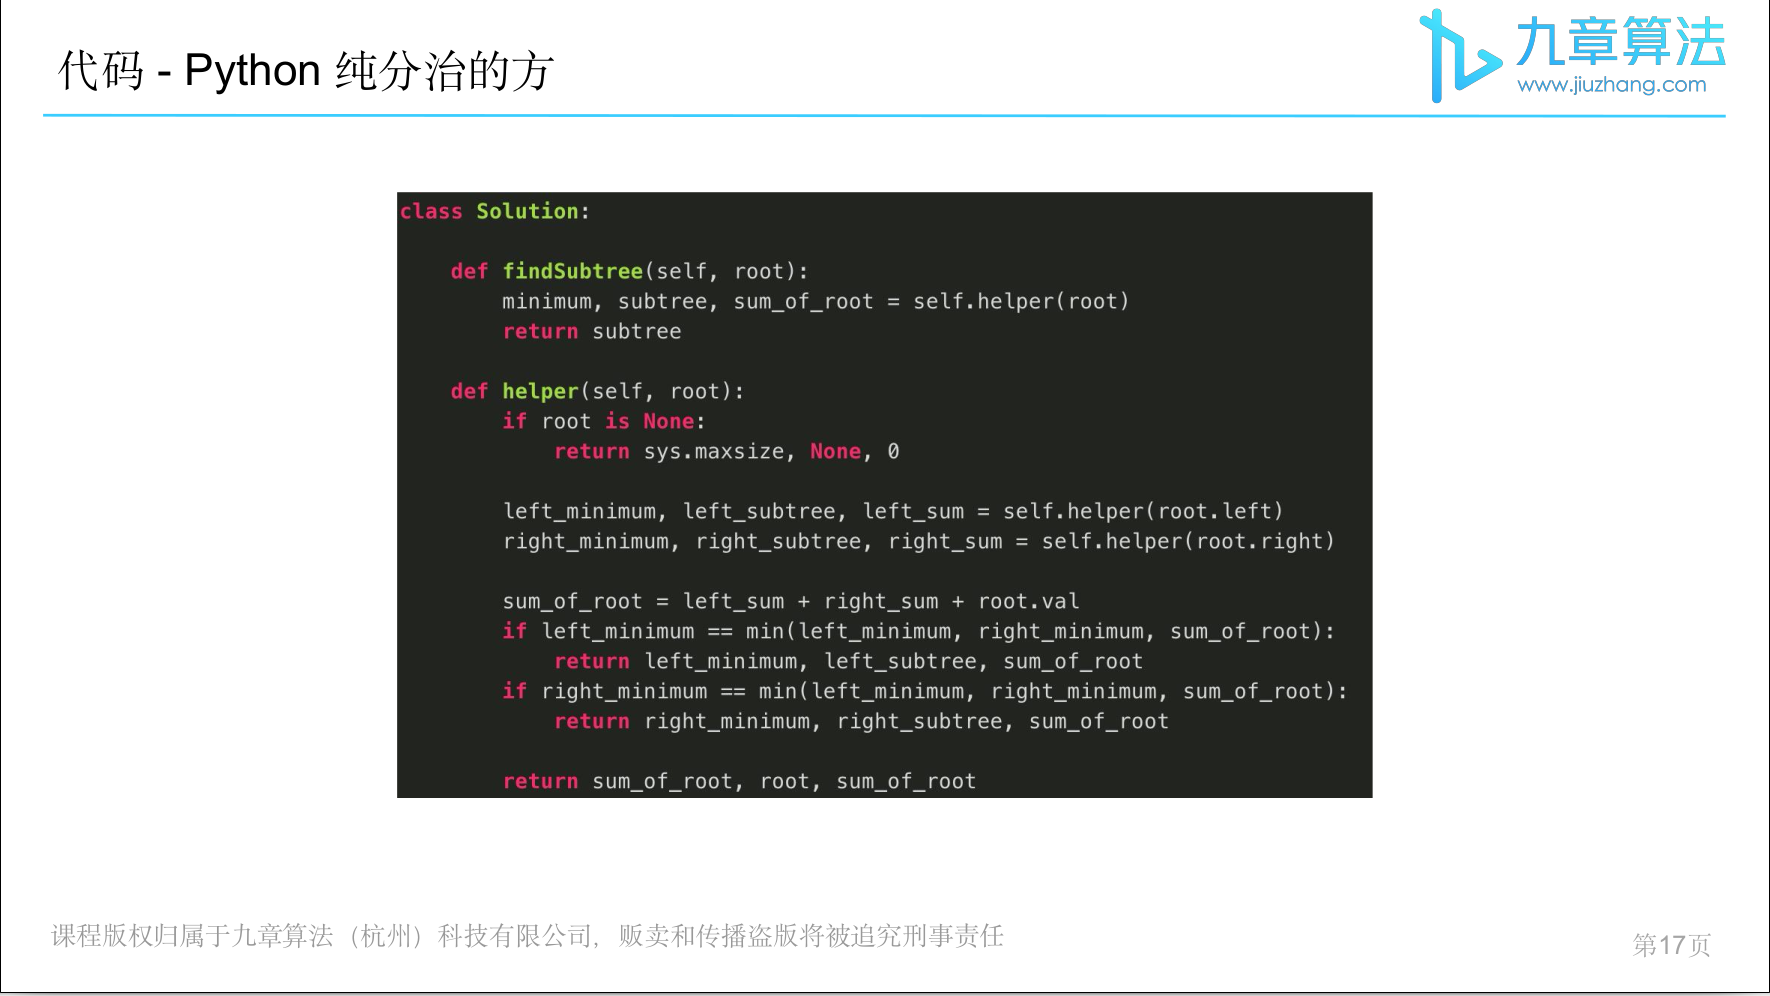 代码 - Python 纯分治的方
九章算法
www.jiuzhang.com
class Solution:
    def findSubtree(self, root):
        minimum, subtree, sum_of_root = self.helper(root)
        return subtree
    def helper(self, root):
        if root is None:
            return sys.maxsize, None, 0
        left_minimum, left_subtree, left_sum = self.helper(root.left)
        right_minimum, right_subtree, right_sum = self.helper(root.right)
        sum_of_root = left_sum + right_sum + root.val
        if left_minimum == min(left_minimum, right_minimum, sum_of_root):
            return left_minimum, left_subtree, sum_of_root
        if right_minimum == min(left_minimum, right_minimum, sum_of_root):
            return right_minimum, right_subtree, sum_of_root
        return sum_of_root, root, sum_of_root
课程版权归属于九章算法（杭州）科技有限公司，贩卖和传播盗版将被追究刑事责任
第17页